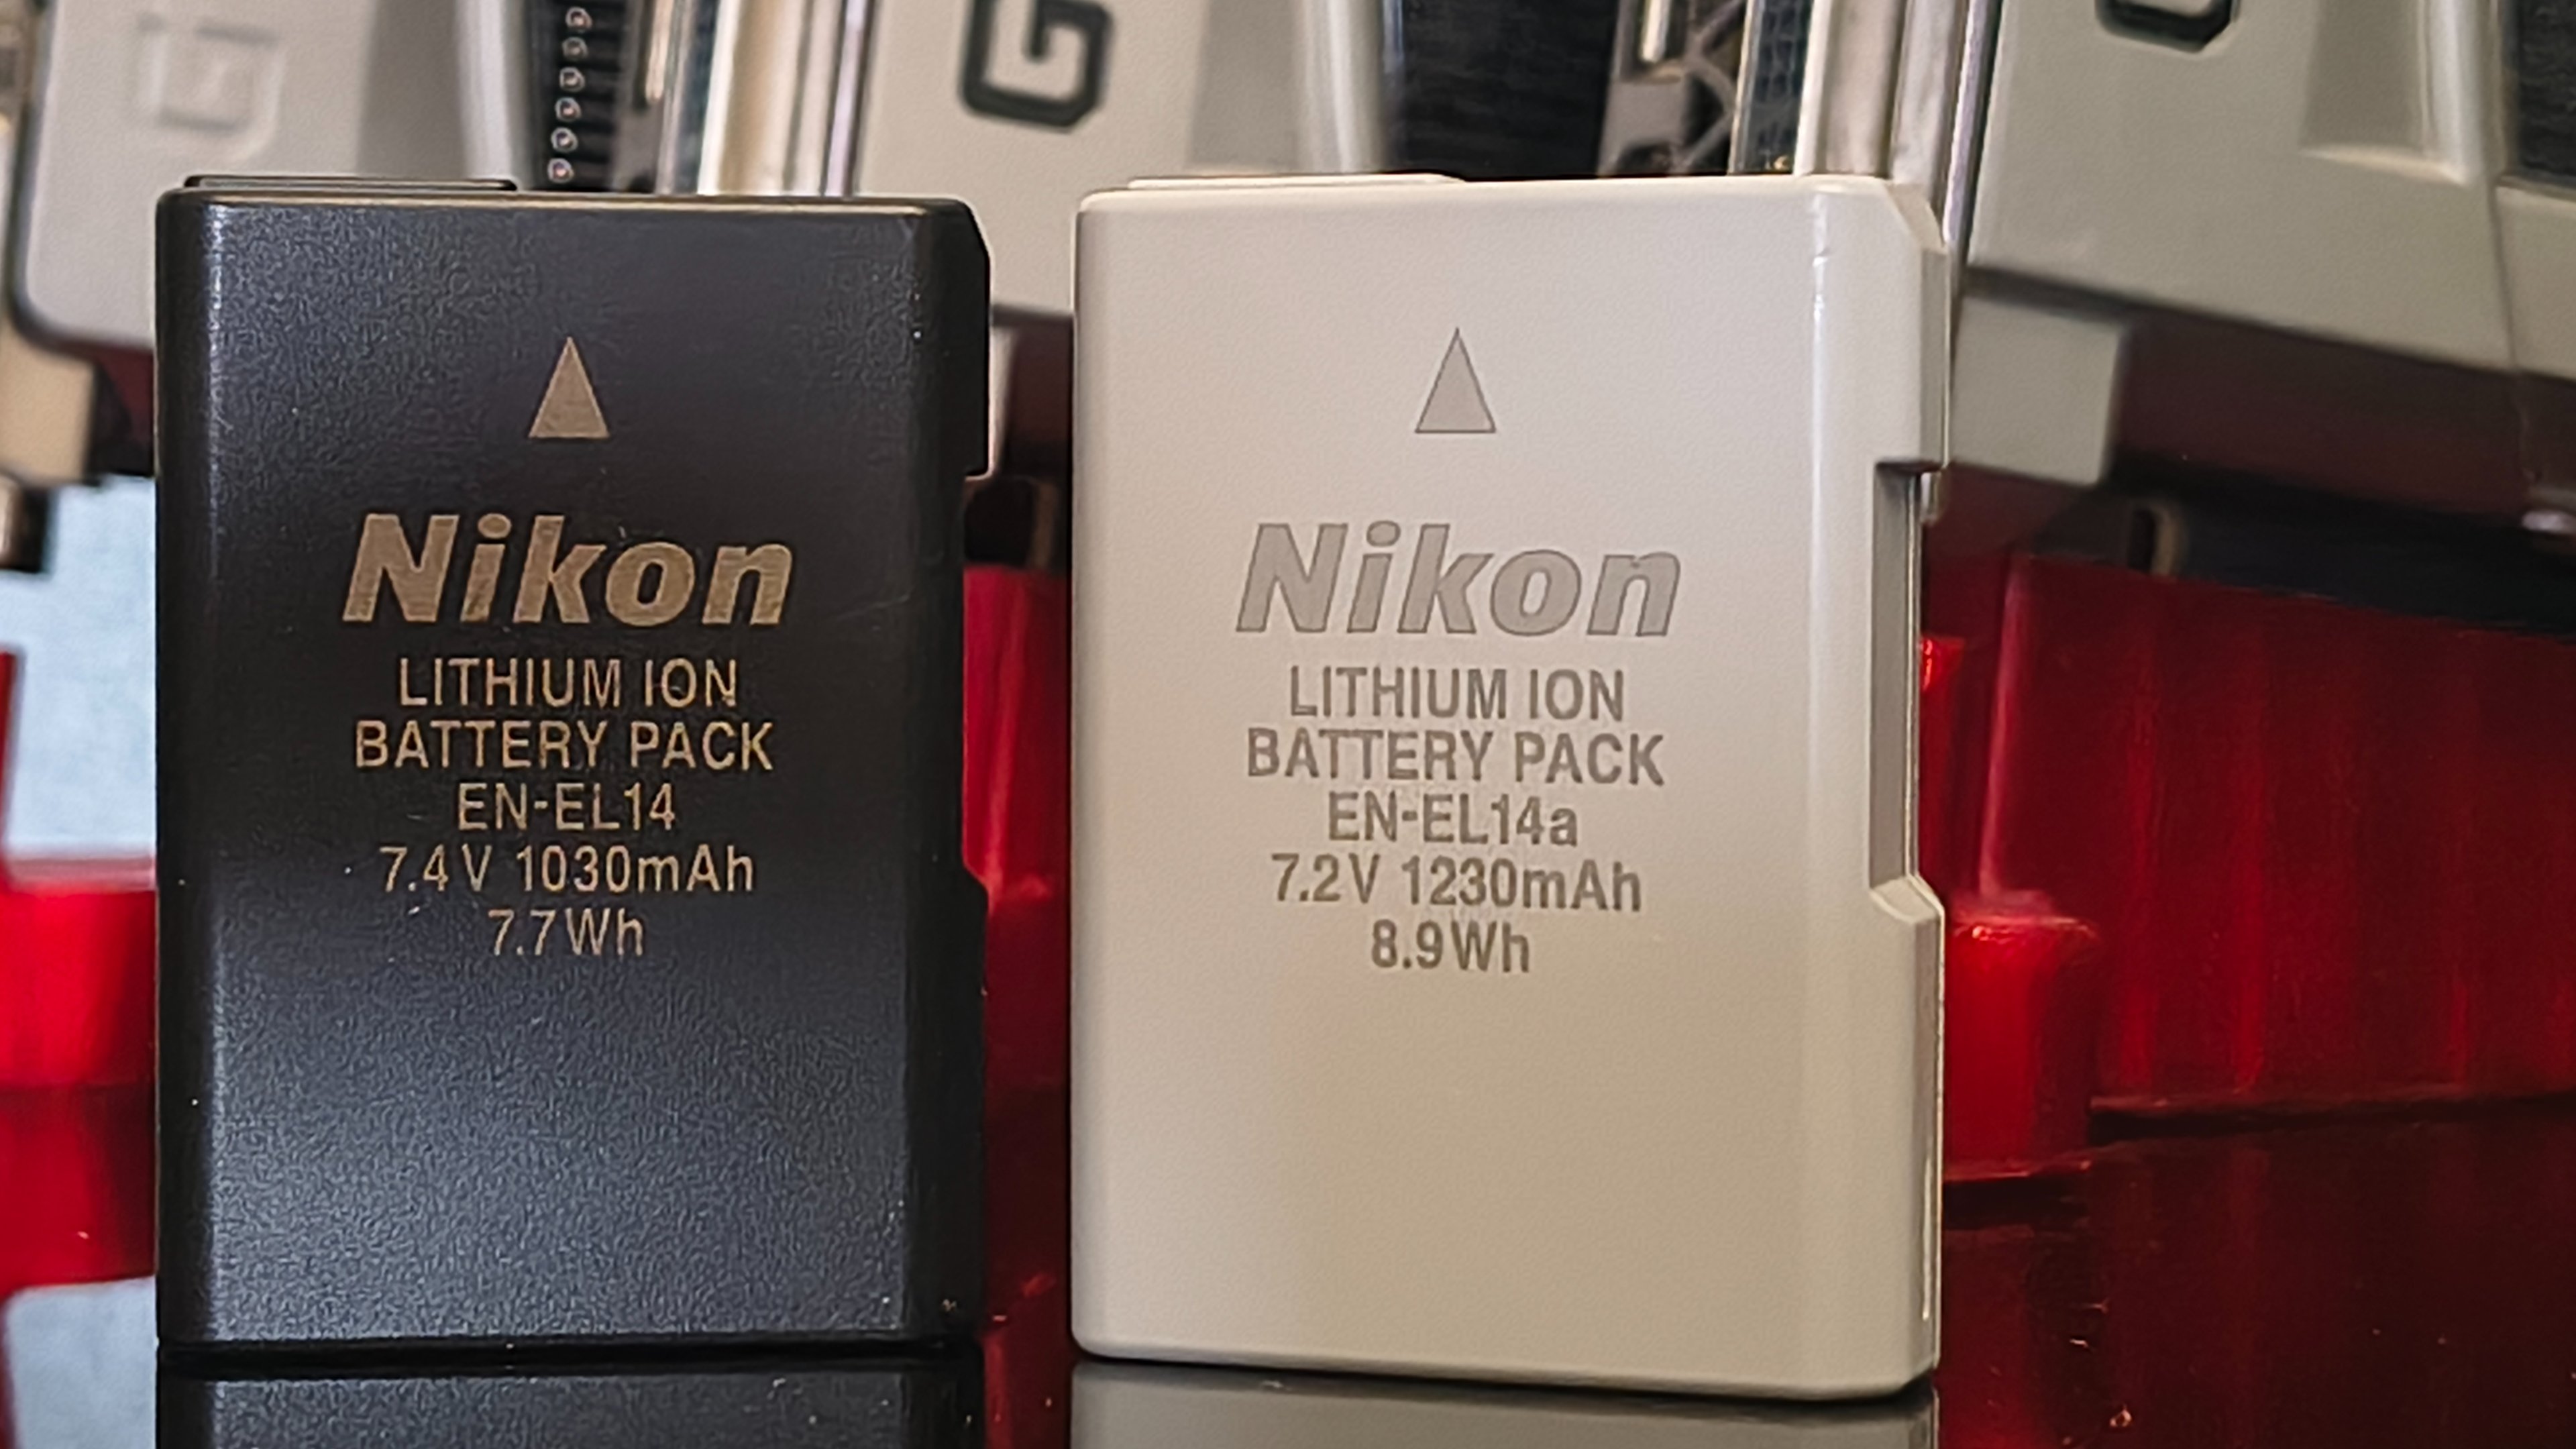 G
Nikon
LITHIUM ION
BATTERY PACK
EN-EL14
7.4V 1030mAh
7.7Wh
Nikon
LITHIUM ION
BATTERY PACK
EN-EL14a
7.2V 1230mAh
8.9Wh